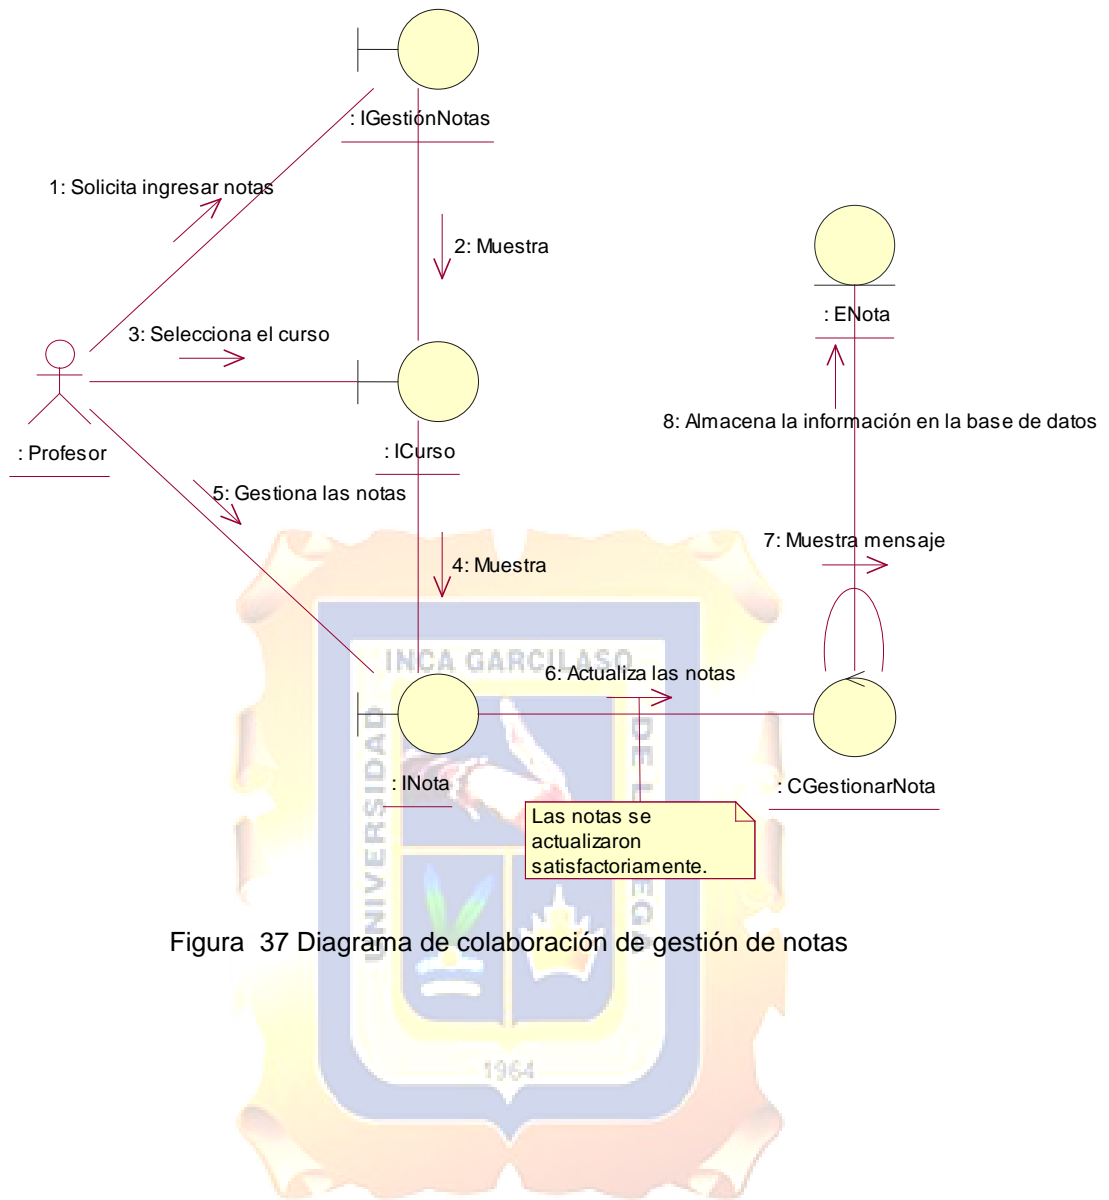 : IGestiónNotas
1: Solicita ingresar notas
2: Muestra
: ENota
3: Selecciona el curso
8: Almacena la información en la base de datos
: Profesor
: ICurso
5: Gestiona las notas
7: Muestra mensaje
4: Muestra
INCA GARCILASO
6: Actualiza las notas
UNIVERSIDAD
: INota
: CGestionarNota
Las notas se
actualizaron
satisfactoriamente.
Figura 37 Diagrama de colaboración de gestión de notas
1964